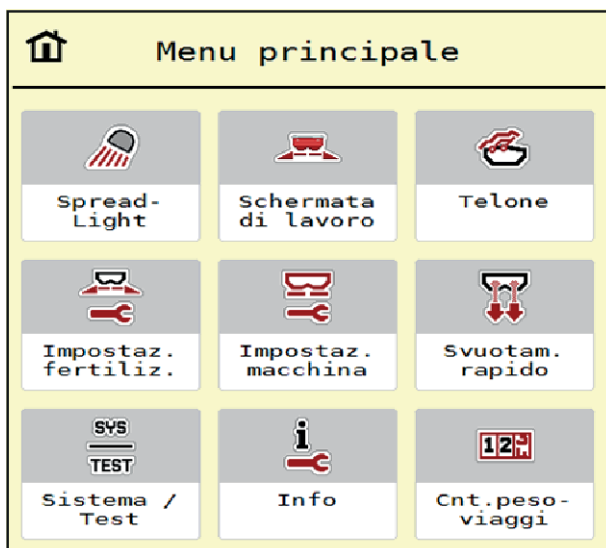 Menu principale
Spread-
Light
Schermata
di lavoro
Telone
Impostaz.
fertiliz.
Impostaz.
macchina
Svuotam.
rapido
SYS
TEST
Sistema /
Test
i
Info
12
Cnt.peso-
viaggi